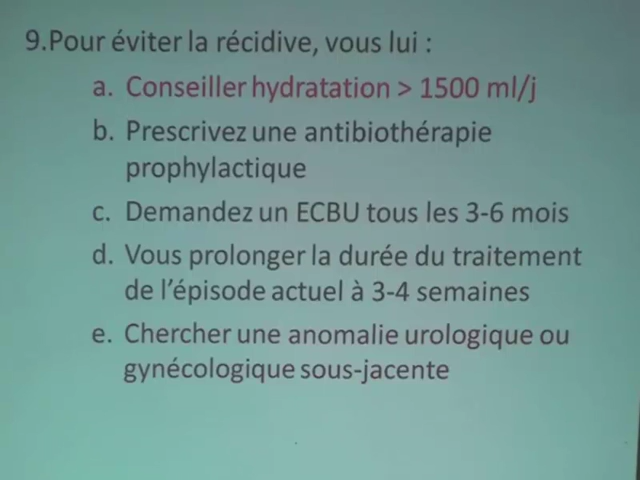 9.Pour éviter la récidive, vous lui :
a. Conseiller hydratation > 1500 ml/j
b. Prescrivez une antibiothérapie
prophylactique
c. Demandez un ECBU tous les 3-6 mois
d. Vous prolonger la durée du traitement
de l'épisode actuel à 3-4 semaines
e. Chercher une anomalie urologique ou
gynécologique sous-jacente